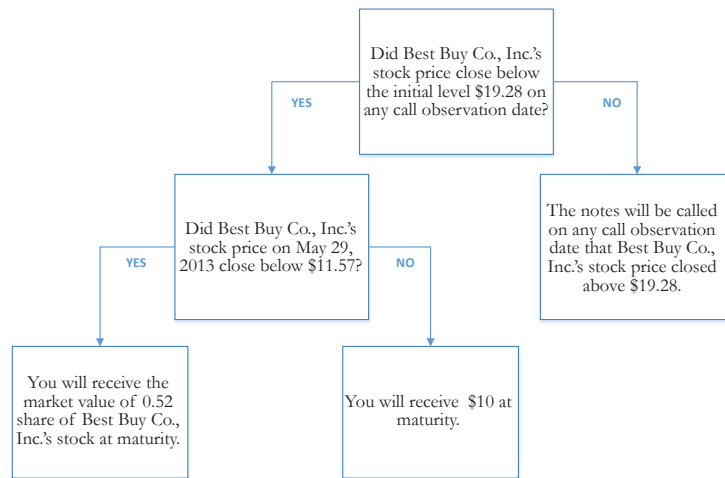 Did Best Buy Co., Inc.'s
stock price close below
the initial level $19.28 on
any call observation date?
YES
NO
Did Best Buy Co., Inc.'s
stock price on May 29,
2013 close below $11.57?
The notes will be called
on any call observation
date that Best Buy Co.,
Inc.'s stock price closed
above $19.28.
YES
NO
You will receive the
market value of 0.52
share of Best Buy Co.,
Inc.'s stock at maturity.
You will receive $10 at
maturity.